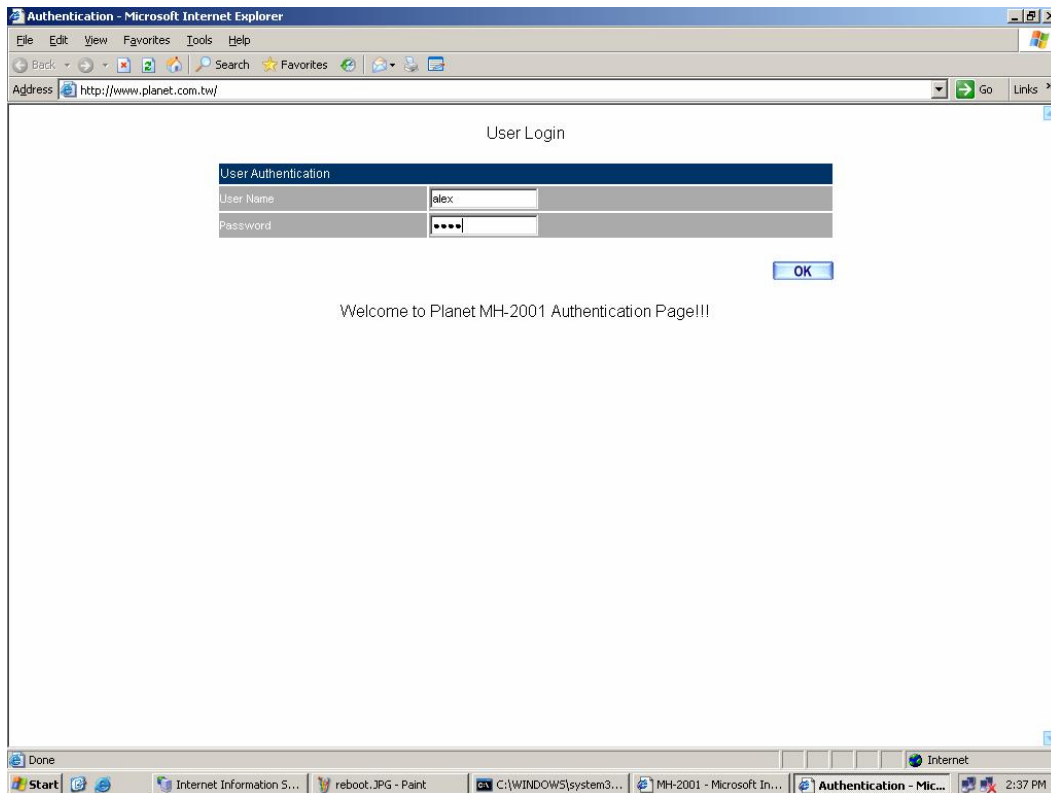 Authentication - Microsoft Internet Explorer
File Edit View Favorites Tools Help
Back Search Favorites
Address http://www.planet.com.tw/ Go Links
User Login
User Authentication
User Name alex
Password ••••
OK
Welcome to Planet MH-2001 Authentication Page!!!
Done Internet
Start Internet Information S... reboot.JPG - Paint C:\WINDOWS\system3... MH-2001 - Microsoft In... Authentication - Mic... 2:37 PM